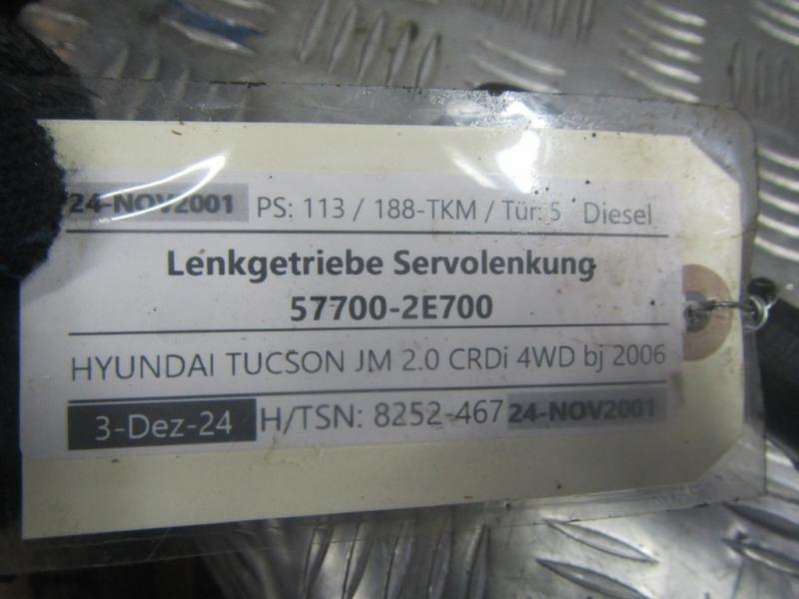 24-NOV2001 PS: 113 / 188-TKM / Tür: 5 Diesel
Lenkgetriebe Servolenkung
57700-2E700
HYUNDAI TUCSON JM 2.0 CRDi 4WD bj 2006
3-Dez-24 H/TSN: 8252-467 24-NOV2001